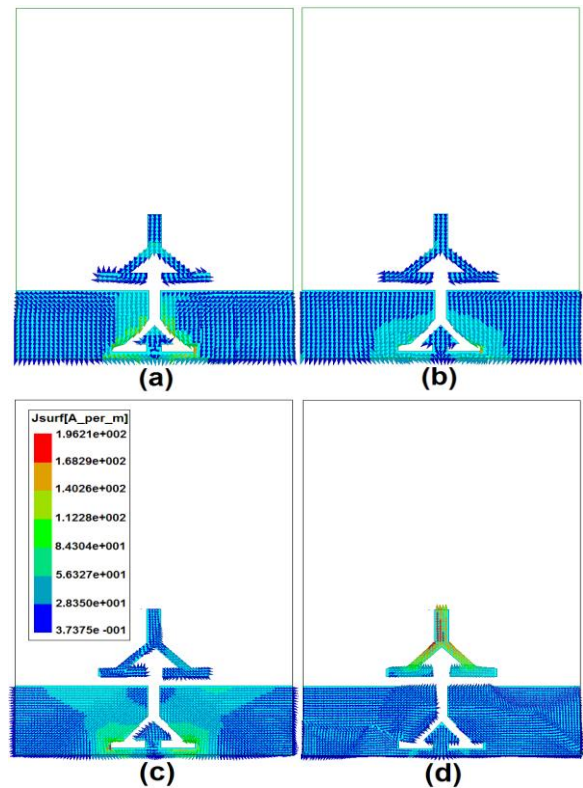 (a)
(b)
Jsurf[A_per_m]
1.9621e+002
1.6829e+002
1.4026e+002
1.1228e+002
8.4304e+001
5.6327e+001
2.8350e+001
3.7375e -001
(c)
(d)